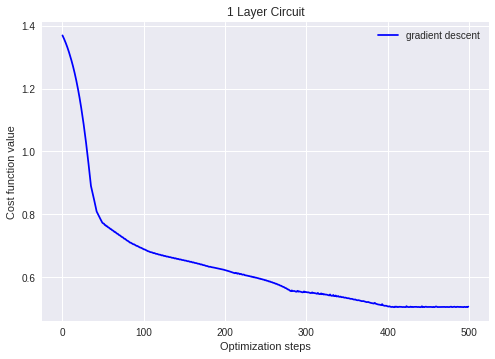 1 Layer Circuit
gradient descent
Cost function value
1.4
1.2
1.0
0.8
0.6
0 100 200 300 400 500
Optimization steps